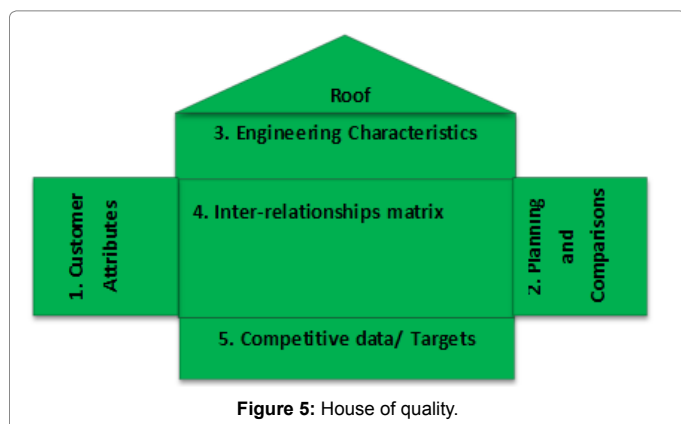 Roof
3. Engineering Characteristics
1. Customer
Attributes
4. Inter-relationships matrix
2. Planning
and
Comparisons
5. Competitive data/ Targets
Figure 5: House of quality.